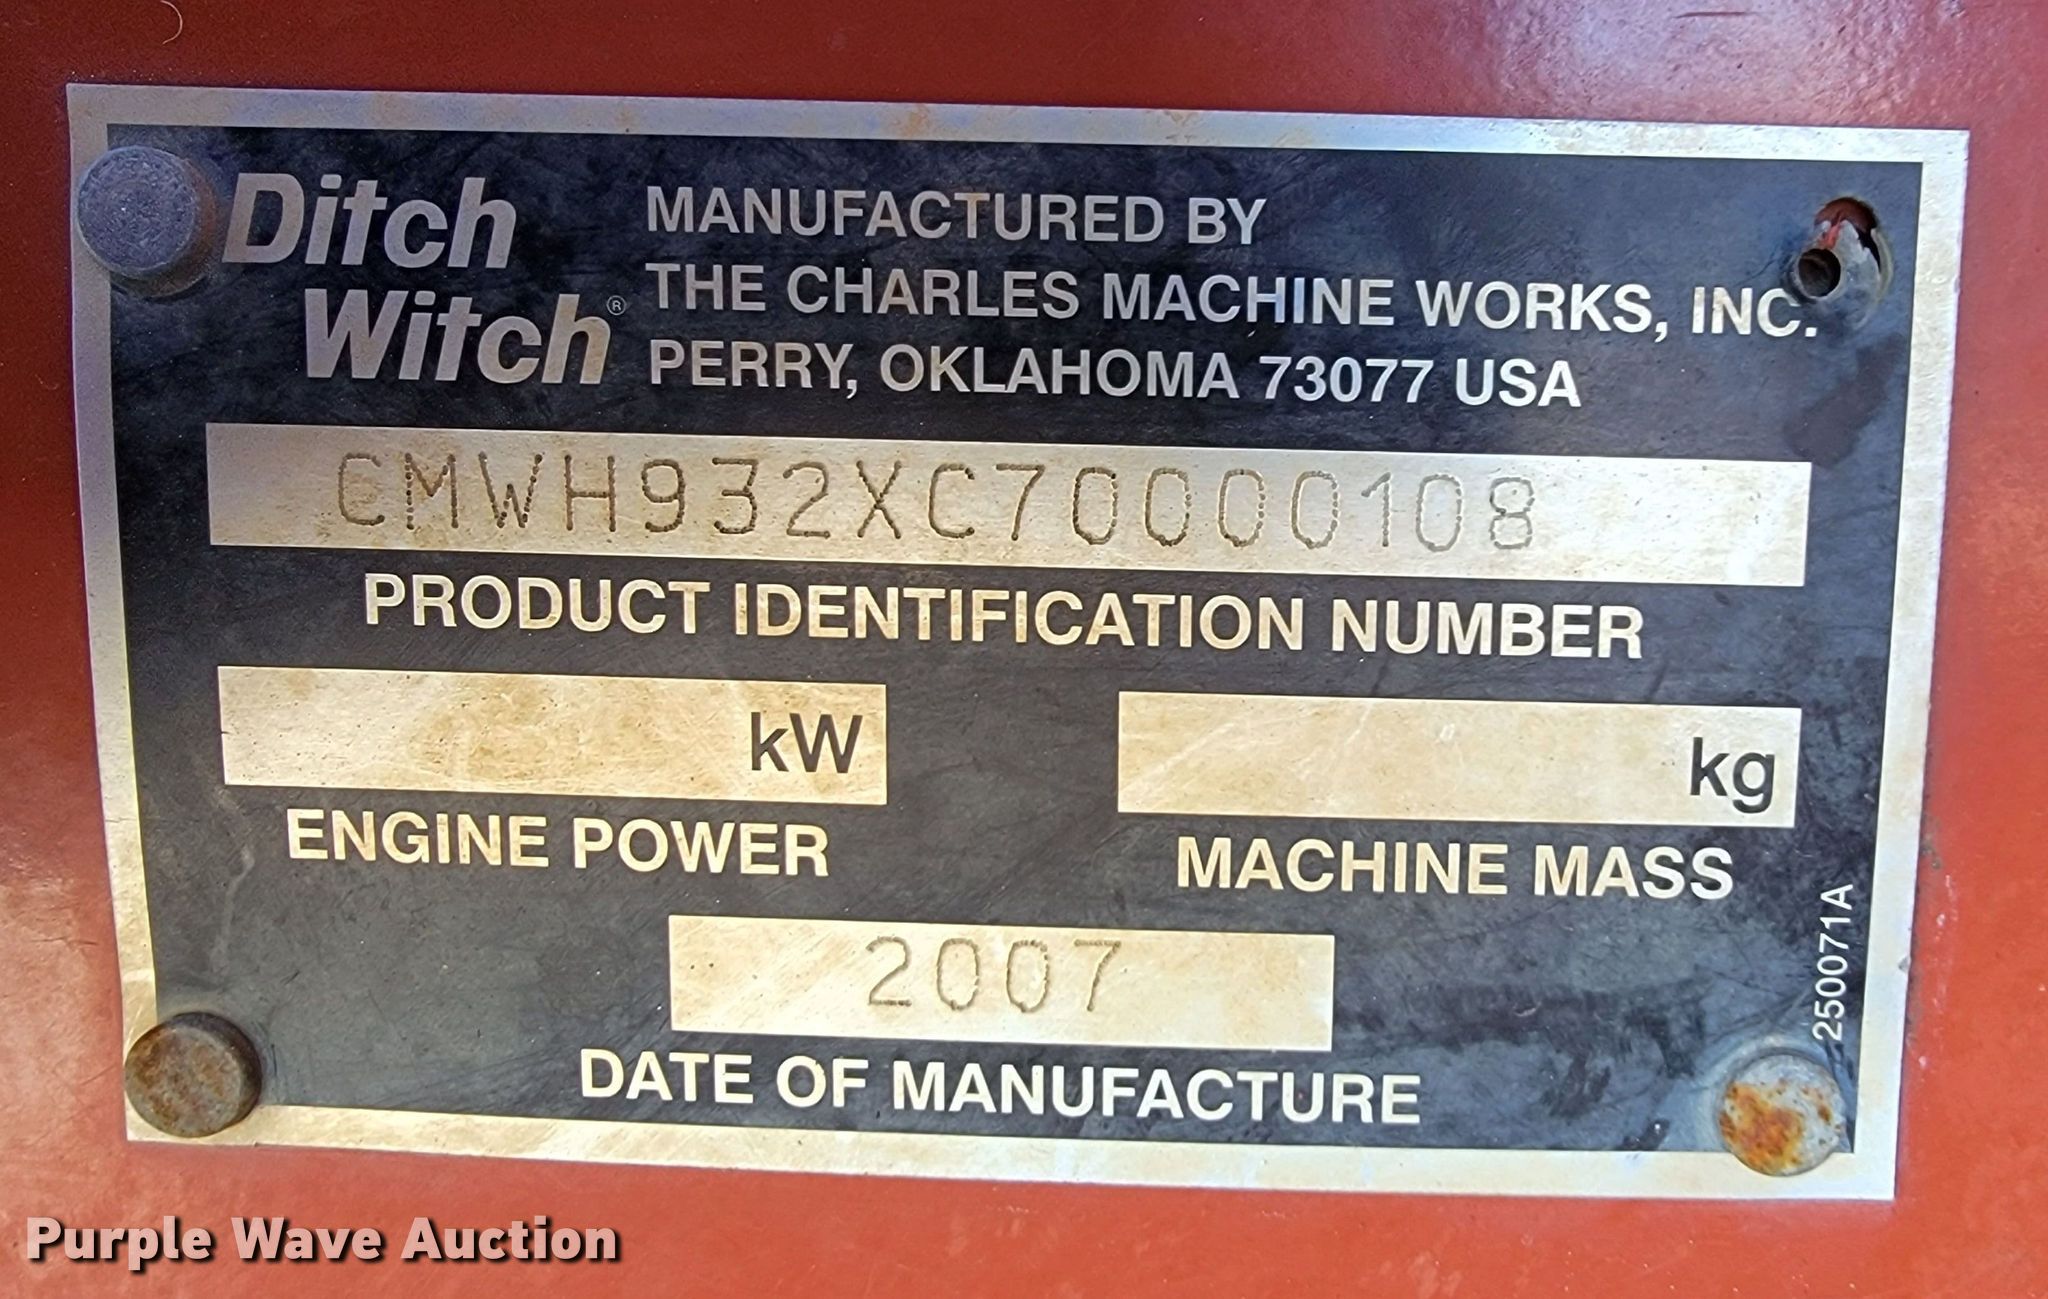 Ditch Witch®
MANUFACTURED BY
THE CHARLES MACHINE WORKS, INC.
PERRY, OKLAHOMA 73077 USA
CMWH932XC70000108
PRODUCT IDENTIFICATION NUMBER
kW
ENGINE POWER
kg
MACHINE MASS
2007
DATE OF MANUFACTURE
250071A
Purple Wave Auction